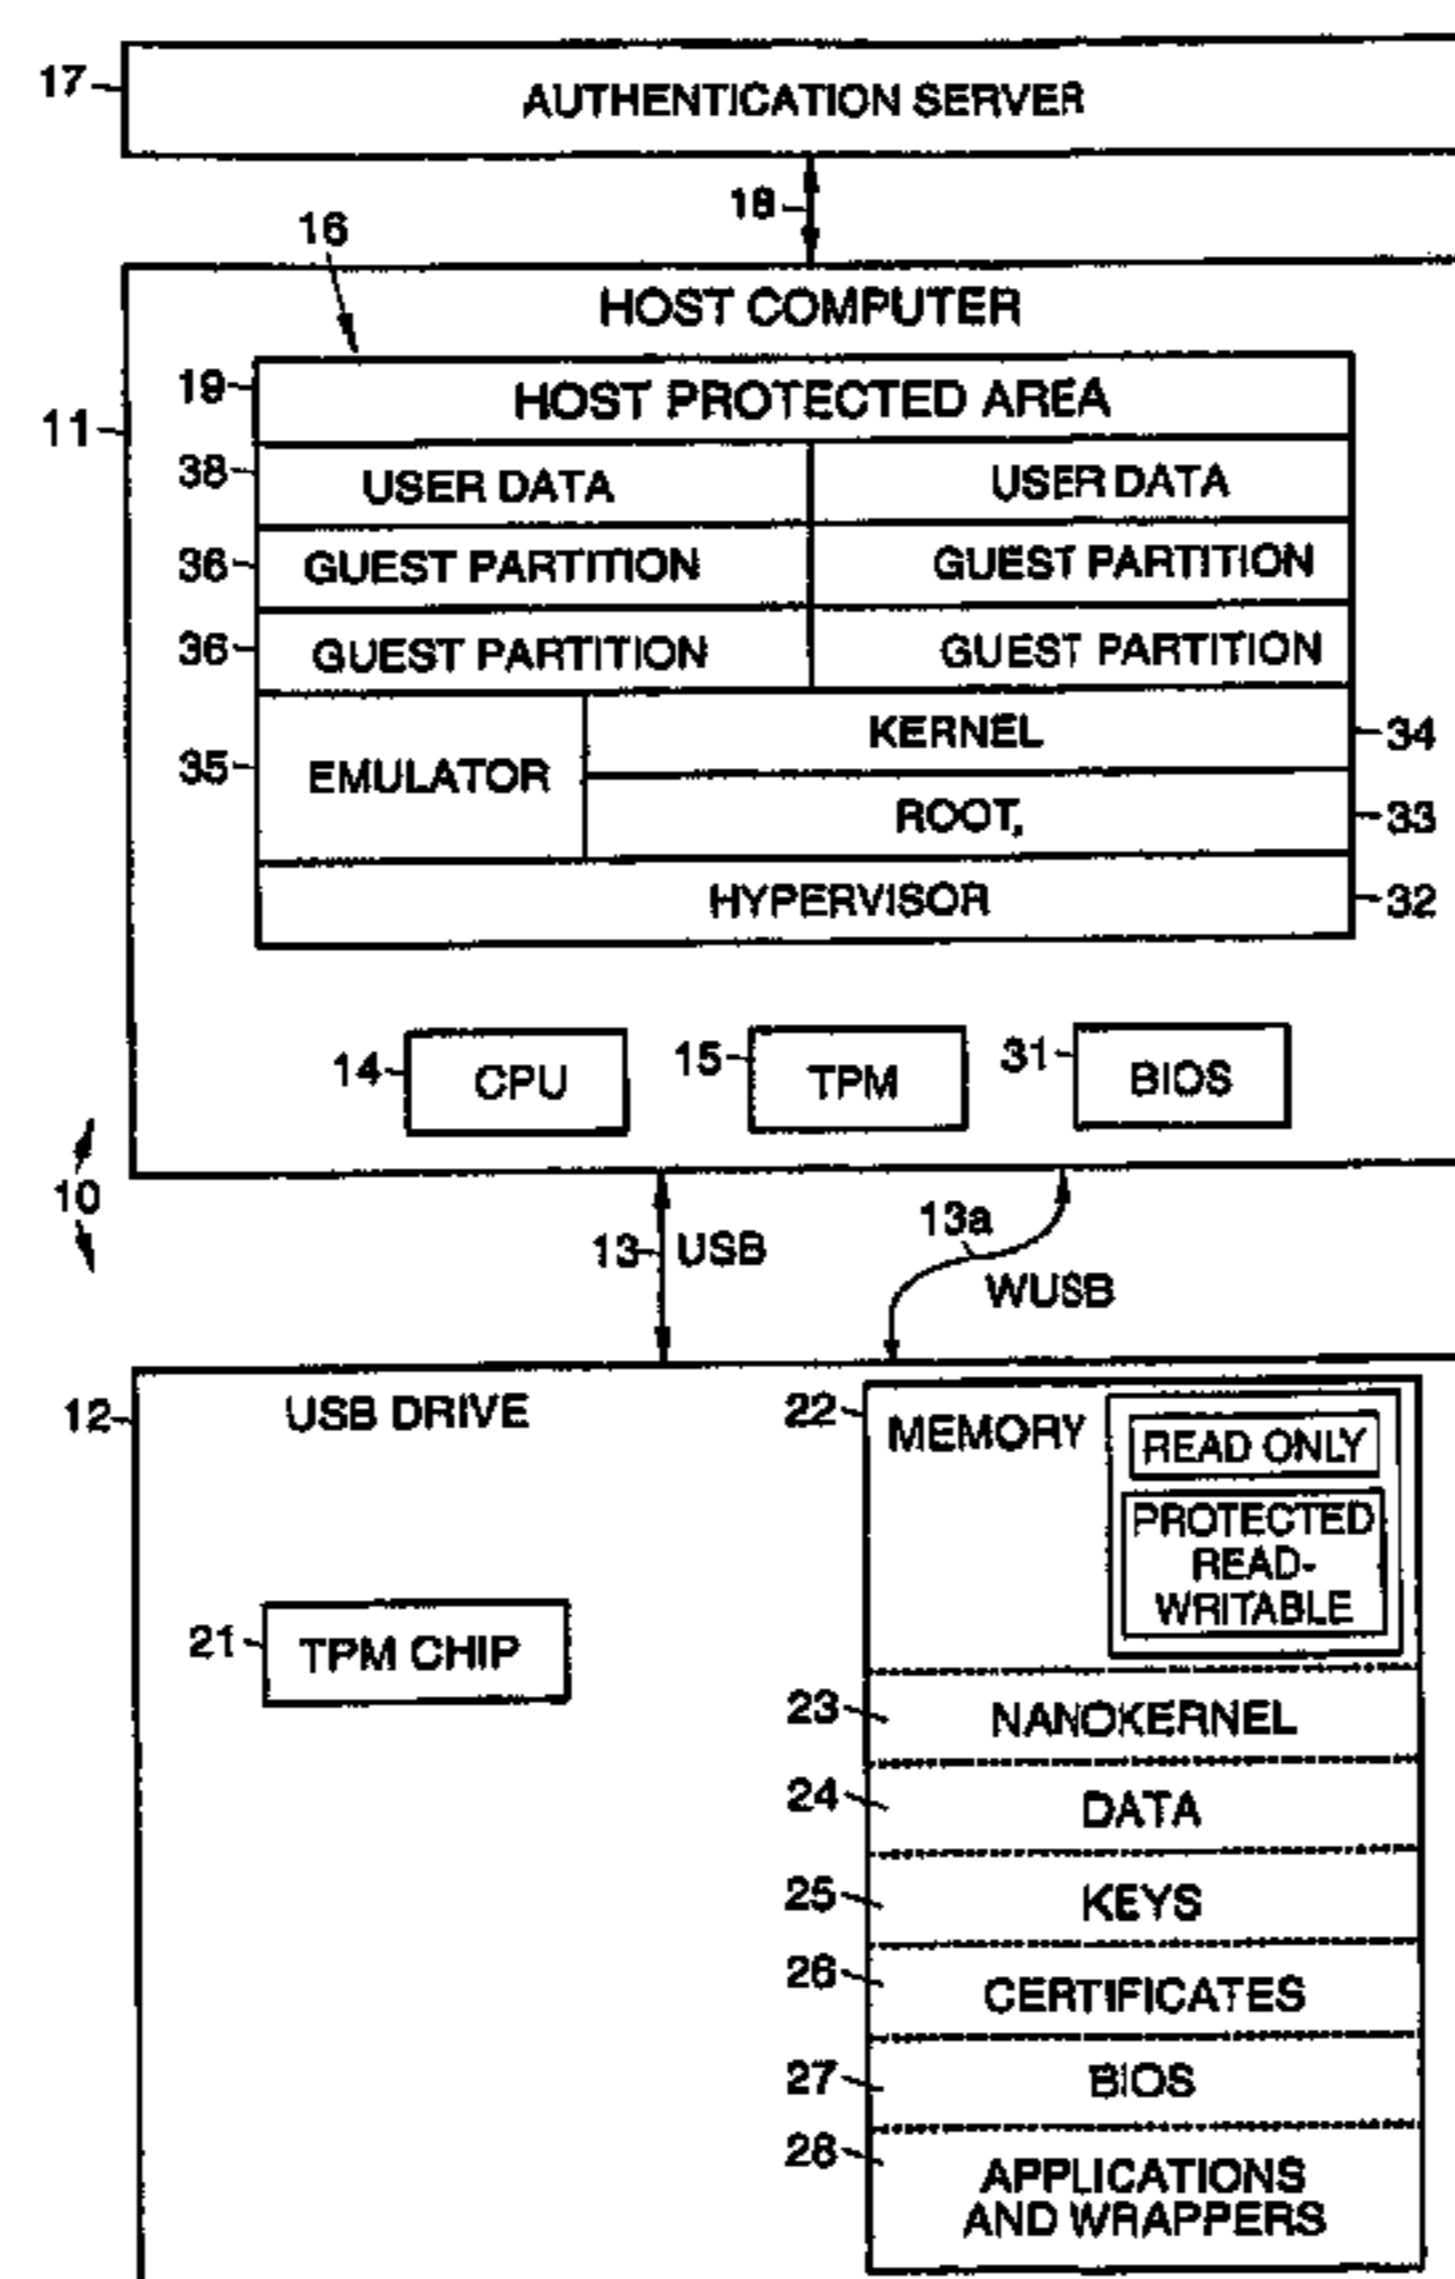 17 AUTHENTICATION SERVER
18
16
HOST COMPUTER
19 HOST PROTECTED AREA
11
38 USER DATA USER DATA
36 GUEST PARTITION GUEST PARTITION
36 GUEST PARTITION GUEST PARTITION
KERNEL 34
35 EMULATOR
ROOT, 33
HYPERVISOR 32
14 CPU 15 TPM 31 BIOS
10
13 USB 13a
WUSB
12 USB DRIVE 22 MEMORY READ ONLY
PROTECTED
READ-
WRITABLE
21 TPM CHIP
23 NANOKERNEL
24 DATA
25 KEYS
26 CERTIFICATES
27 BIOS
28 APPLICATIONS
AND WRAPPERS